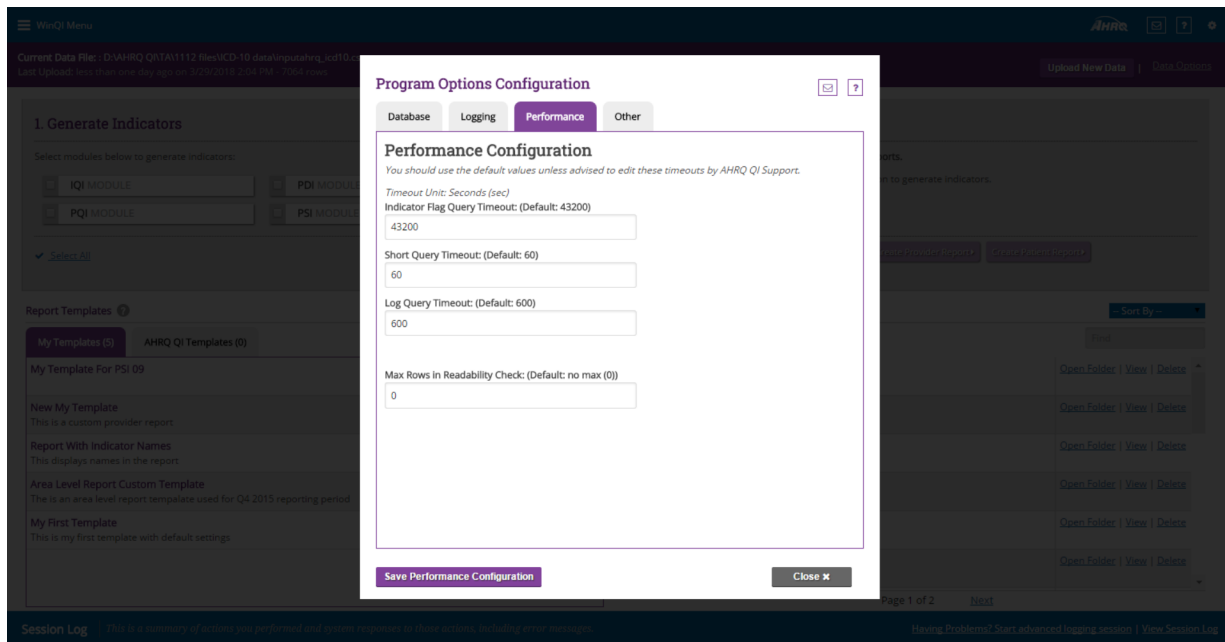 WinQI Menu
AHRQ
?
Current Data File: : D:\AHRQ QI\TA\1112 files\ICD-10 data\inputahrq_icd10.c
Last Upload: less than one day ago on 3/29/2018 2:04 PM - 7064 rows
Upload New Data | Data Options
Program Options Configuration
?
Database Logging Performance Other
1. Generate Indicators
Select modules below to generate indicators:
IQI MODULE
PDI MODULE
PQI MODULE
PSI MODULE
Select All
orts.
n to generate indicators.
Create Patient Report
Performance Configuration
You should use the default values unless advised to edit these timeouts by AHRQ QI Support.
Timeout Unit: Seconds (sec)
Indicator Flag Query Timeout: (Default: 43200)
43200
Short Query Timeout: (Default: 60)
60
Log Query Timeout: (Default: 600)
600
Max Rows in Readability Check: (Default: no max (0))
0
Save Performance Configuration
Close ×
Report Templates ?
-- Sort By --
My Templates (5) AHRQ QI Templates (0)
My Template For PSI 09
Open Folder | View | Delete
New My Template
This is a custom provider report
Open Folder | View | Delete
Report With Indicator Names
This displays names in the report
Open Folder | View | Delete
Area Level Report Custom Template
The is an area level report tempalate used for Q4 2015 reporting period
Open Folder | View | Delete
My First Template
This is my first template with default settings
Open Folder | View | Delete
Open Folder | View | Delete
Page 1 of 2 Next
Session Log | This is a summary of actions you performed and system responses to those actions, including error messages.
Having Problems? Start advanced logging session | View Session Log